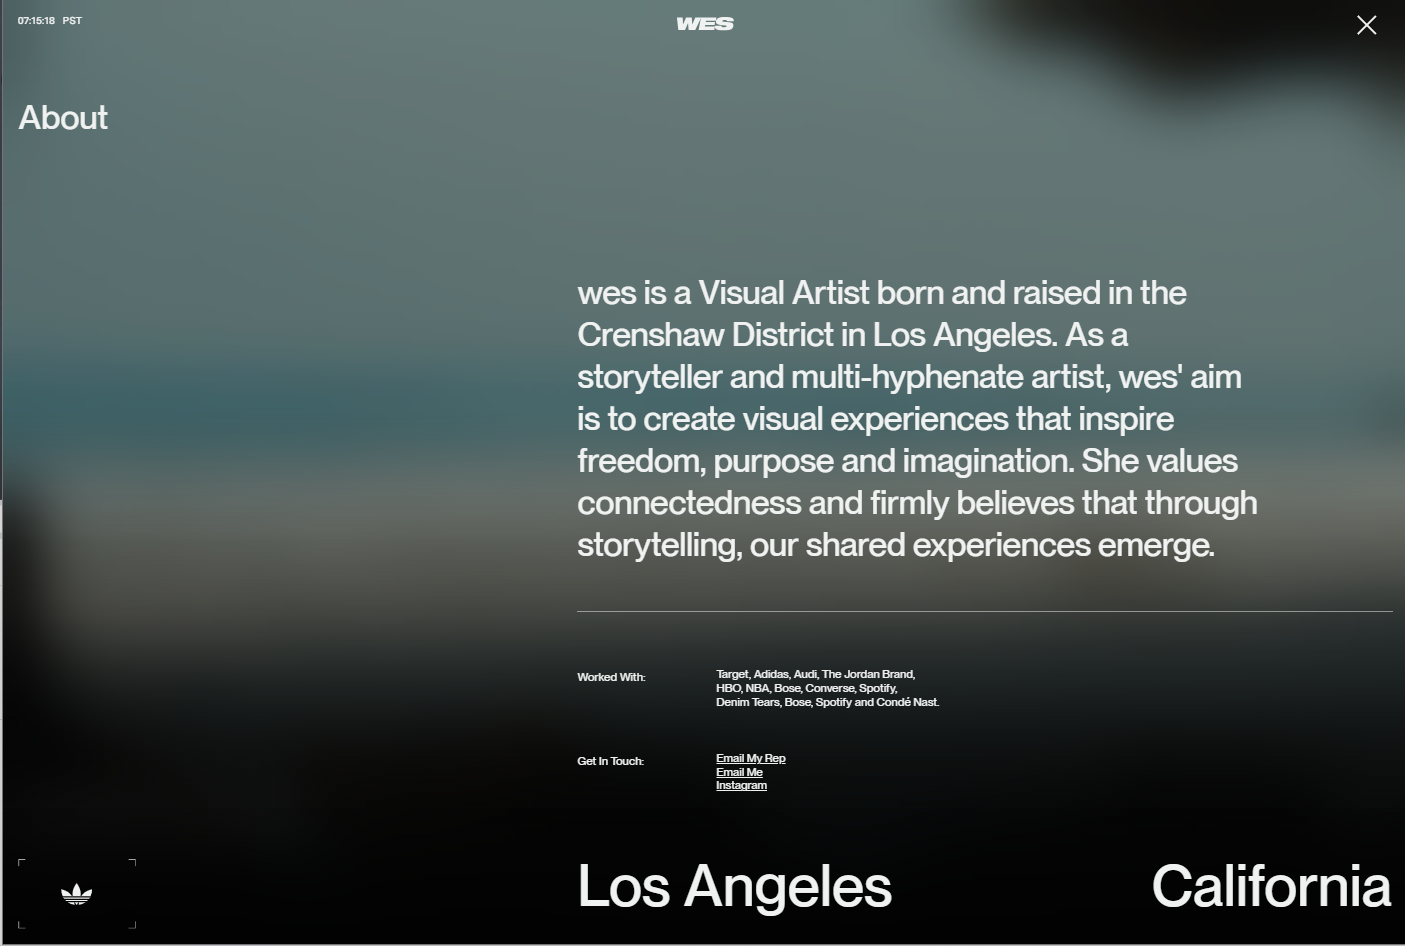 07:15:18 PST
WES
About
wes is a Visual Artist born and raised in the
Crenshaw District in Los Angeles. As a
storyteller and multi-hyphenate artist, wes' aim
is to create visual experiences that inspire
freedom, purpose and imagination. She values
connectedness and firmly believes that through
storytelling, our shared experiences emerge.
Worked With:
Target, Adidas, Audi, The Jordan Brand,
HBO, NBA, Bose, Converse, Spotify,
Denim Tears, Bose, Spotify and Condé Nast.
Get In Touch:
Email My Rep
Email Me
Instagram
Los Angeles
California